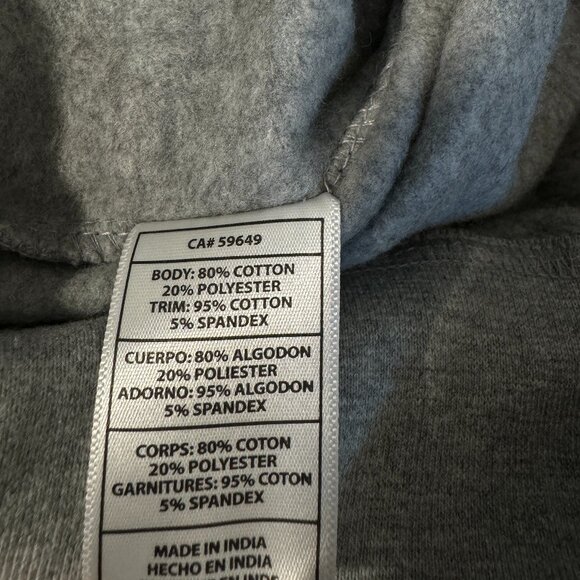 CA# 59649
BODY: 80% COTTON
20% POLYESTER
TRIM: 95% COTTON
5% SPANDEX
CUERPO: 80% ALGODON
20% POLIESTER
ADORNO: 95% ALGODON
5% SPANDEX
CORPS: 80% COTON
20% POLYESTER
GARNITURES: 95% COTON
5% SPANDEX
MADE IN INDIA
HECHO EN INDIA